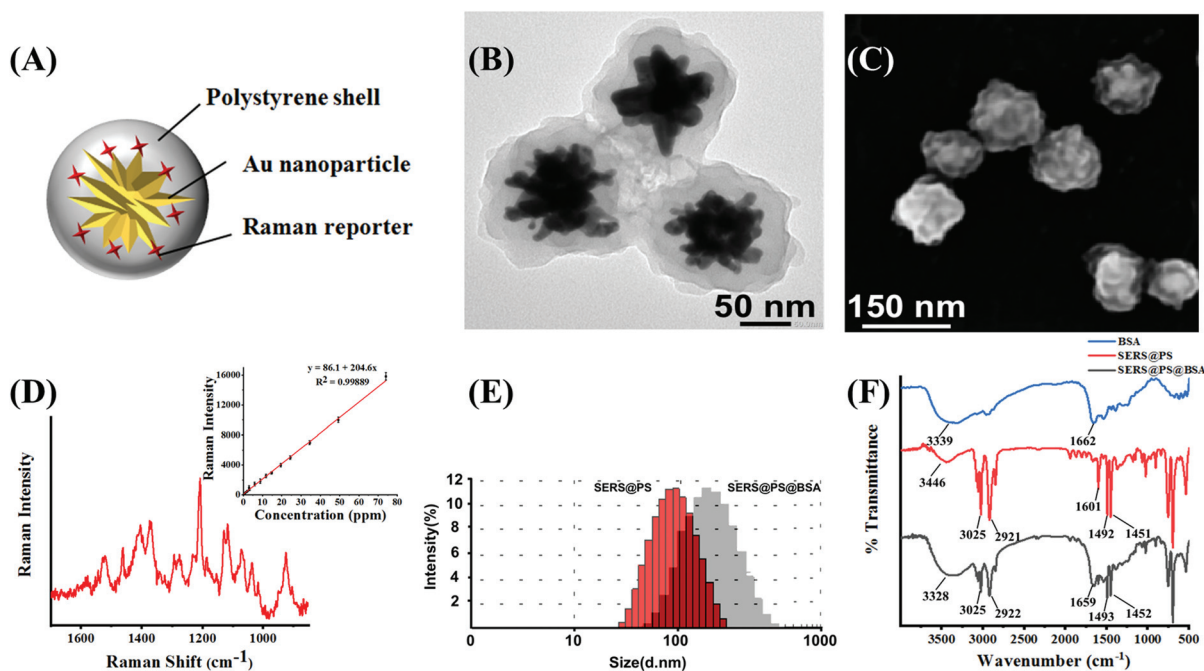 (A)
Polystyrene shell
Au nanoparticle
Raman reporter
(B)
50 nm
(C)
150 nm
(D)
y = 86.1 + 204.6x
R² = 0.99889
Raman Intensity
16000
12000
8000
4000
0
0 10 20 30 40 50 60 70 80
Concentration (ppm)
Raman Intensity
1600 1400 1200 1000
Raman Shift (cm⁻¹)
(E)
SERS@PS
SERS@PS@BSA
Intensity(%)
12
10
8
6
4
2
0 10 100 1000
Size(d.nm)
(F)
BSA
SERS@PS
SERS@PS@BSA
% Transmittance
3339
1662
3446
3025
2921
1601
1492
1451
3328
3025
2922
1659
1493
1452
4000 3500 3000 2500 2000 1500 1000 500
Wavenumber (cm⁻¹)